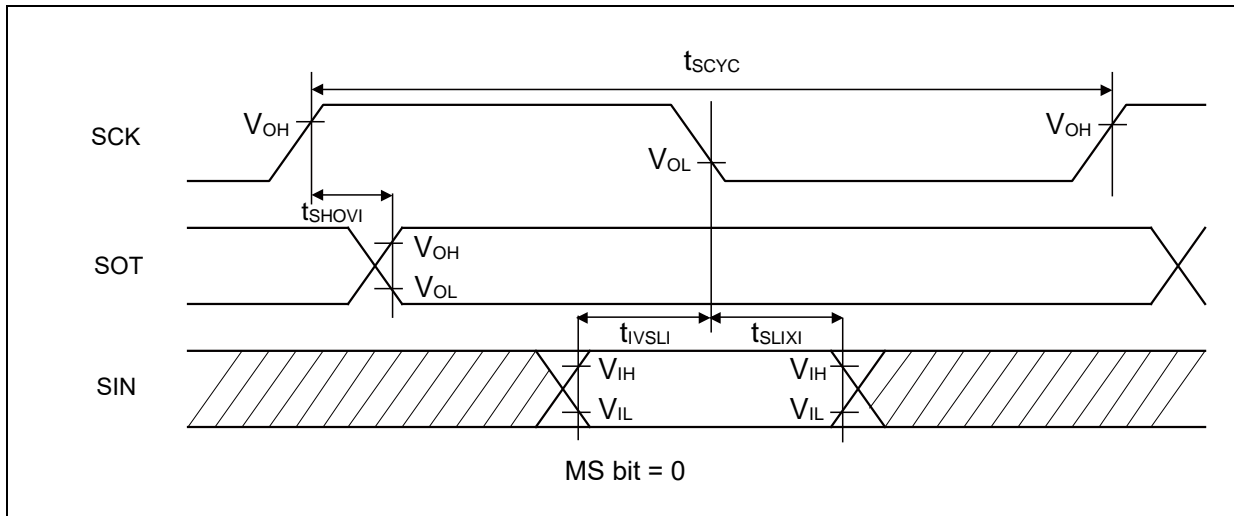 tSCYC
SCK
VOH
VOL
VOH
tSHOVI
SOT
VOH
VOL
tIVSLI
tSLIXI
SIN
VIH
VIL
VIH
VIL
MS bit = 0